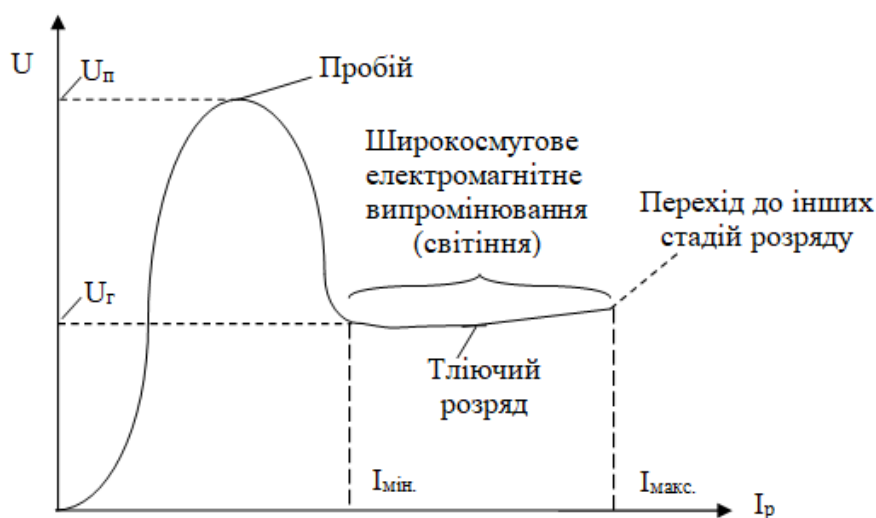 U
Uп
Пробій
Широкосмугове
електромагнітне
випромінювання
(світіння)
Перехід до інших
стадій розряду
Uг
Тліючий
розряд
Iмін.
Iмакс.
Iр